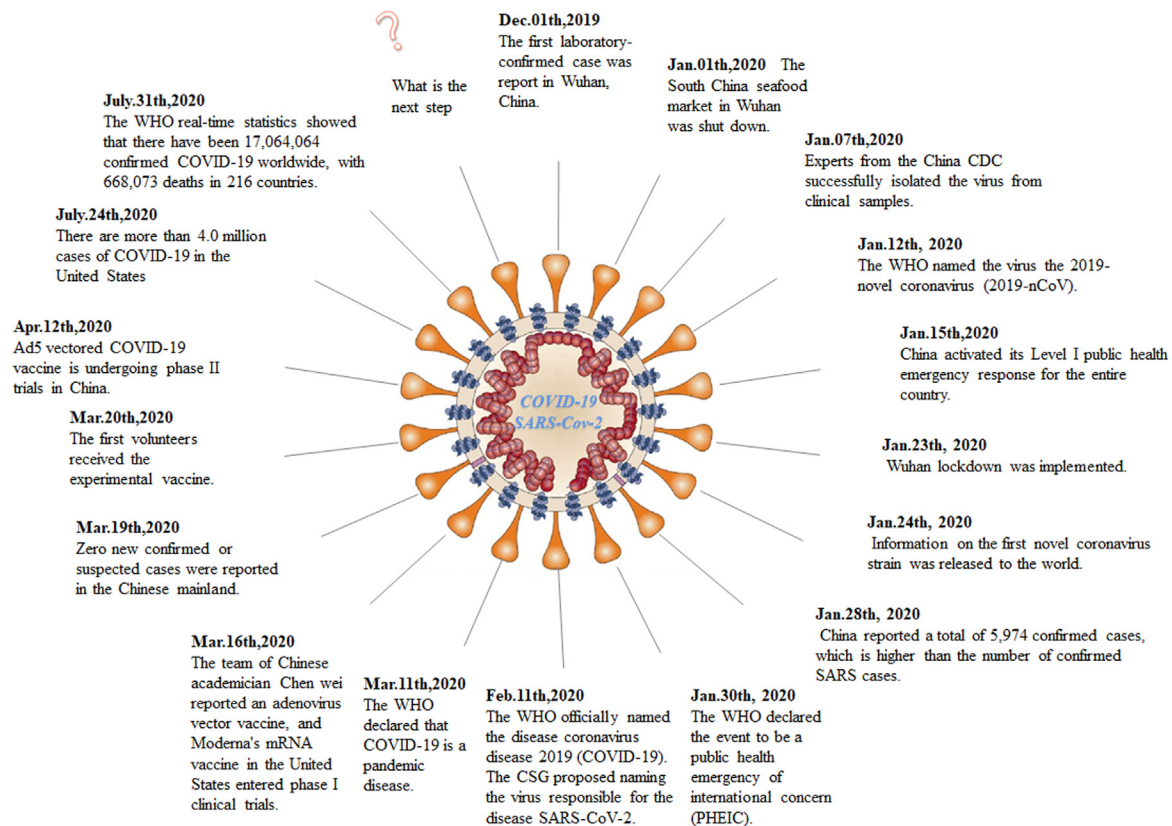 ?
What is the
next step
Dec.01th,2019
The first laboratory-
confirmed case was
report in Wuhan,
China.
Jan.01th,2020 The
South China seafood
market in Wuhan
was shut down.
Jan.07th,2020
Experts from the China CDC
successfully isolated the virus from
clinical samples.
Jan.12th, 2020
The WHO named the virus the 2019-
novel coronavirus (2019-nCoV).
Jan.15th,2020
China activated its Level I public health
emergency response for the entire
country.
Jan.23th, 2020
Wuhan lockdown was implemented.
Jan.24th, 2020
Information on the first novel coronavirus
strain was released to the world.
Jan.28th, 2020
China reported a total of 5,974 confirmed cases,
which is higher than the number of confirmed
SARS cases.
Jan.30th, 2020
The WHO declared
the event to be a
public health
emergency of
international concern
(PHEIC).
Feb.11th,2020
The WHO officially named
the disease coronavirus
disease 2019 (COVID-19).
The CSG proposed naming
the virus responsible for the
disease SARS-CoV-2.
Mar.11th,2020
The WHO
declared that
COVID-19 is a
pandemic
disease.
Mar.16th,2020
The team of Chinese
academician Chen wei
reported an adenovirus
vector vaccine, and
Moderna's mRNA
vaccine in the United
States entered phase I
clinical trials.
Mar.19th,2020
Zero new confirmed or
suspected cases were reported
in the Chinese mainland.
Mar.20th,2020
The first volunteers
received the
experimental vaccine.
Apr.12th,2020
Ad5 vectored COVID-19
vaccine is undergoing phase II
trials in China.
July.24th,2020
There are more than 4.0 million
cases of COVID-19 in the
United States
July.31th,2020
The WHO real-time statistics showed
that there have been 17,064,064
confirmed COVID-19 worldwide, with
668,073 deaths in 216 countries.
COVID-19
SARS-Cov-2